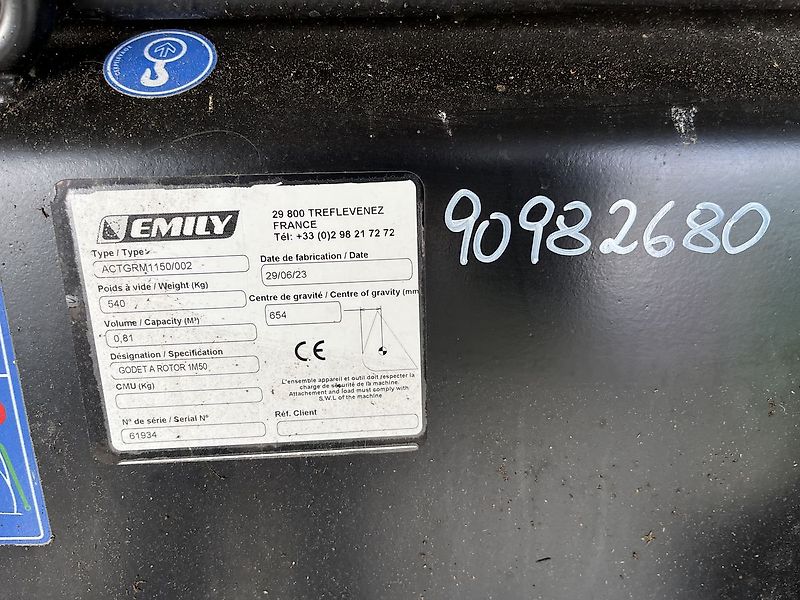 EMILY
29 800 TREFLEVENEZ
FRANCE
Tél: +33 (0)2 98 21 72 72
Type / Type
ACTGRM1150/002
Date de fabrication / Date
29/06/23
Poids à vide / Weight (Kg)
540
Centre de gravité / Centre of gravity (mm
654
Volume / Capacity (M³)
0,81
CE
Désignation / Specification
GODET A ROTOR 1M50
L'ensemble appareil et outil doit respecter la
charge de sécurité de la machine.
Attachement and load must comply with
S.W.L of the machine
CMU (Kg)
N° de série / Serial N°
61934
Réf. Client
90982680